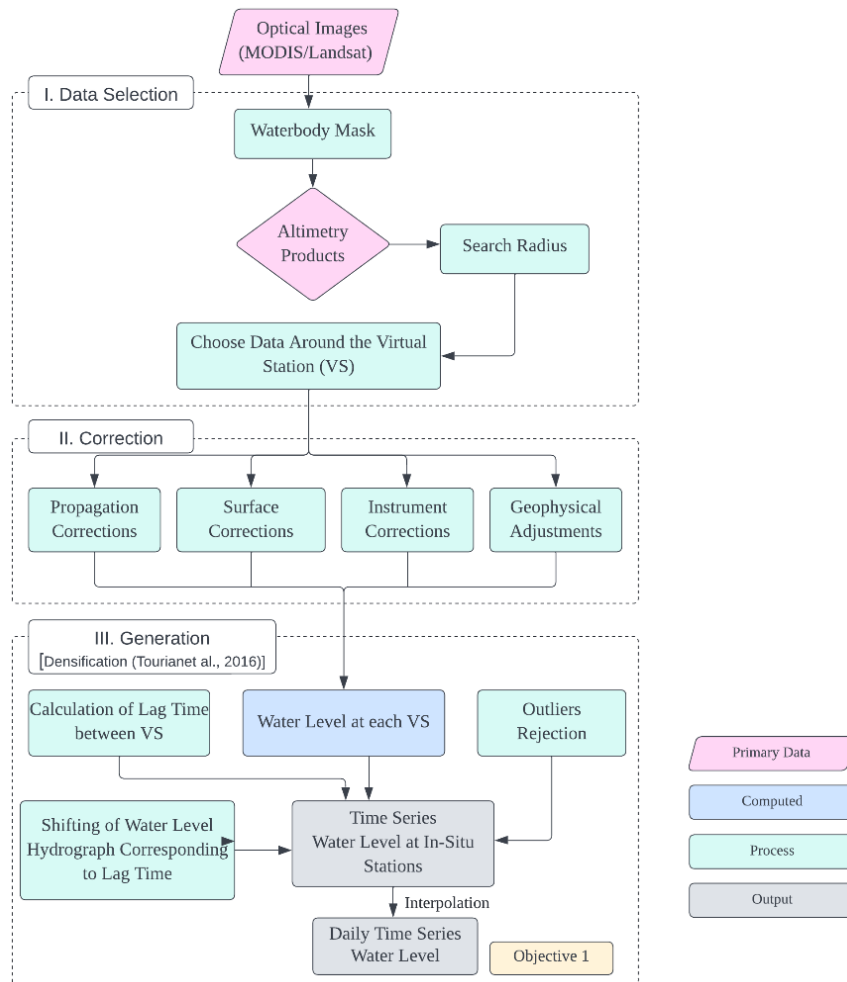 Optical Images
(MODIS/Landsat)
I. Data Selection
Waterbody Mask
Altimetry
Products
Search Radius
Choose Data Around the Virtual
Station (VS)
II. Correction
Propagation
Corrections
Surface
Corrections
Instrument
Corrections
Geophysical
Adjustments
III. Generation
[Densification (Tourianet al., 2016)]
Calculation of Lag Time
between VS
Water Level at each VS
Outliers
Rejection
Shifting of Water Level
Hydrograph Corresponding
to Lag Time
Time Series
Water Level at In-Situ
Stations
Interpolation
Daily Time Series
Water Level
Objective 1
Primary Data
Computed
Process
Output